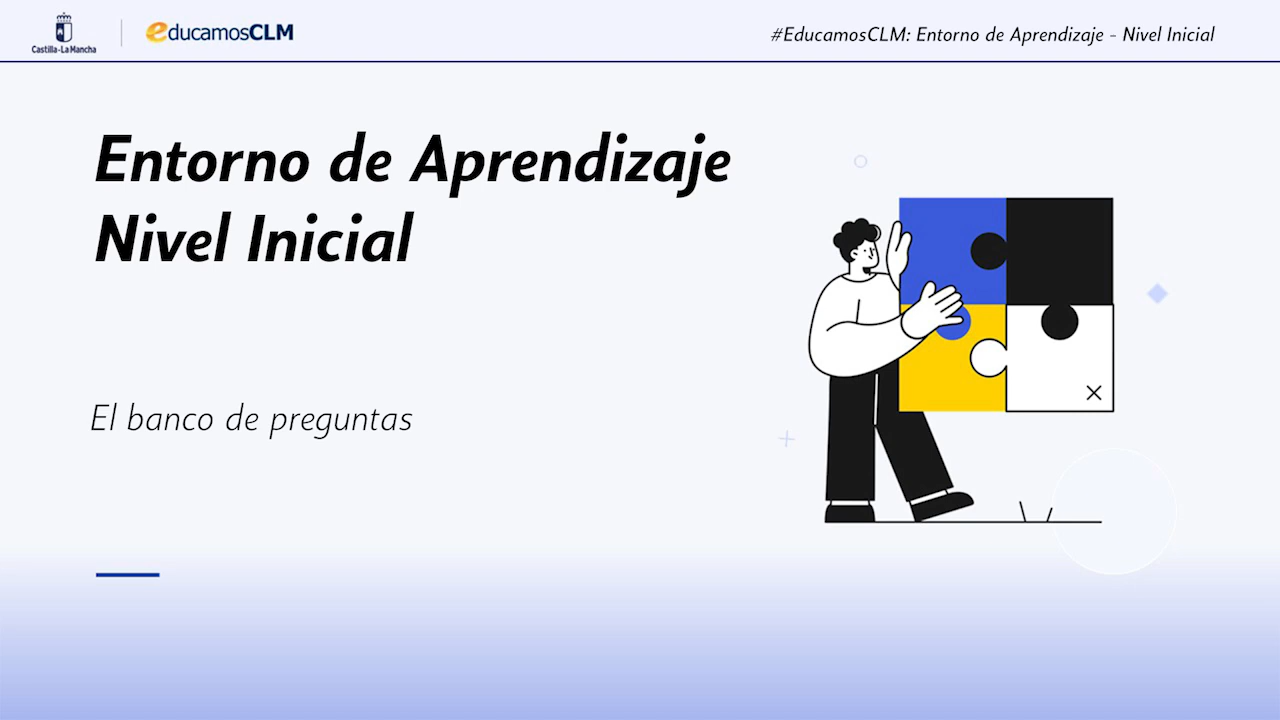 Castilla-La Mancha
educamosCLM
#EducamosCLM: Entorno de Aprendizaje - Nivel Inicial
Entorno de Aprendizaje
Nivel Inicial
El banco de preguntas